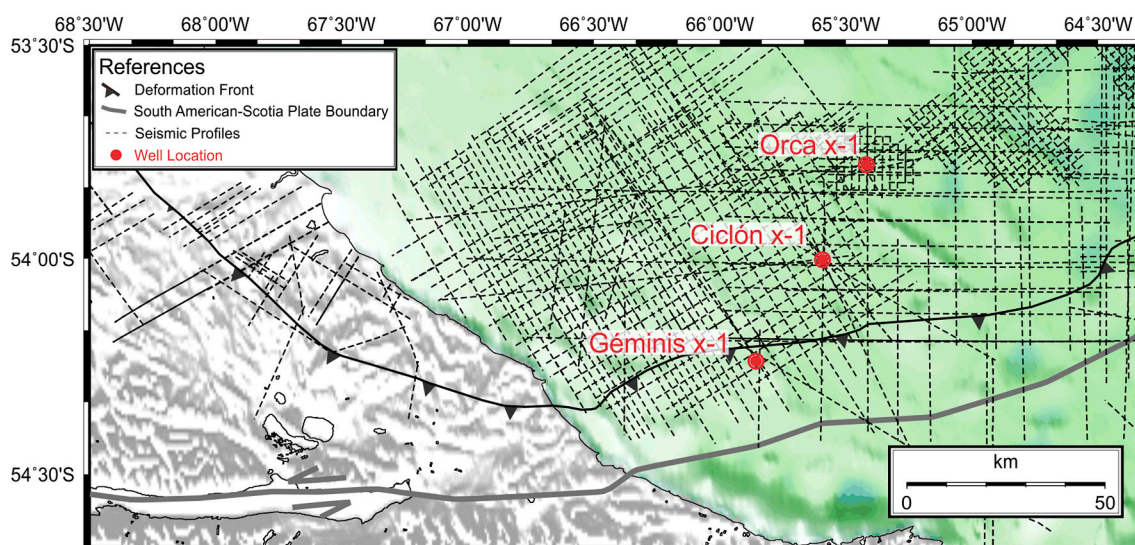 68°30'W 68°00'W 67°30'W 67°00'W 66°30'W 66°00'W 65°30'W 65°00'W 64°30'W
53°30'S
References
Deformation Front
South American-Scotia Plate Boundary
Seismic Profiles
Well Location
Orca x-1
Ciclón x-1
54°00'S
Géminis x-1
54°30'S
km
0 50